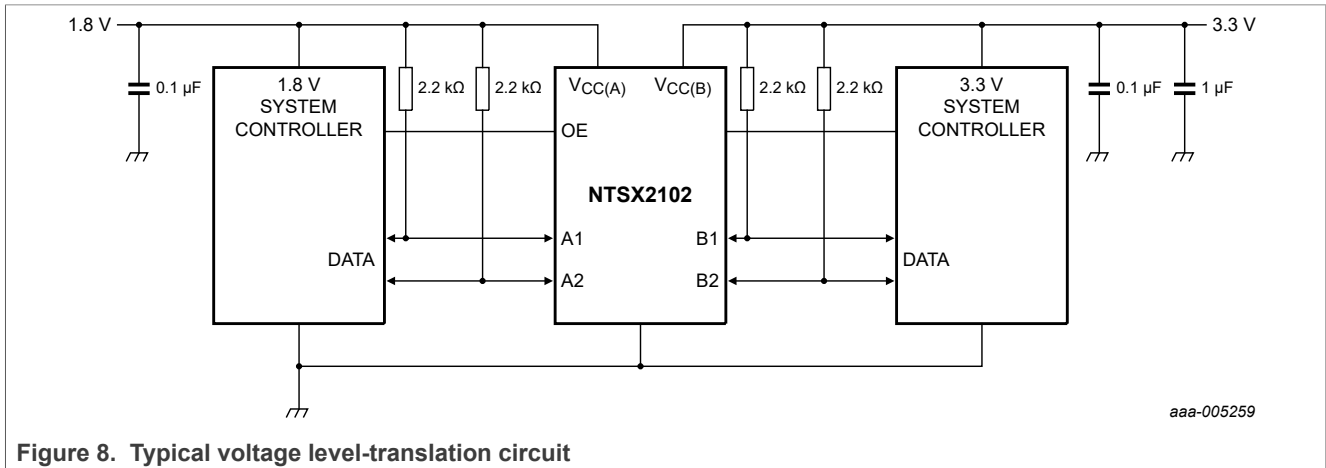 1.8 V
3.3 V
0.1 µF
1.8 V
SYSTEM
CONTROLLER
DATA
2.2 kΩ
2.2 kΩ
VCC(A)
VCC(B)
OE
NTSX2102
A1
A2
B1
B2
2.2 kΩ
2.2 kΩ
3.3 V
SYSTEM
CONTROLLER
DATA
0.1 µF
1 µF
aaa-005259
Figure 8. Typical voltage level-translation circuit